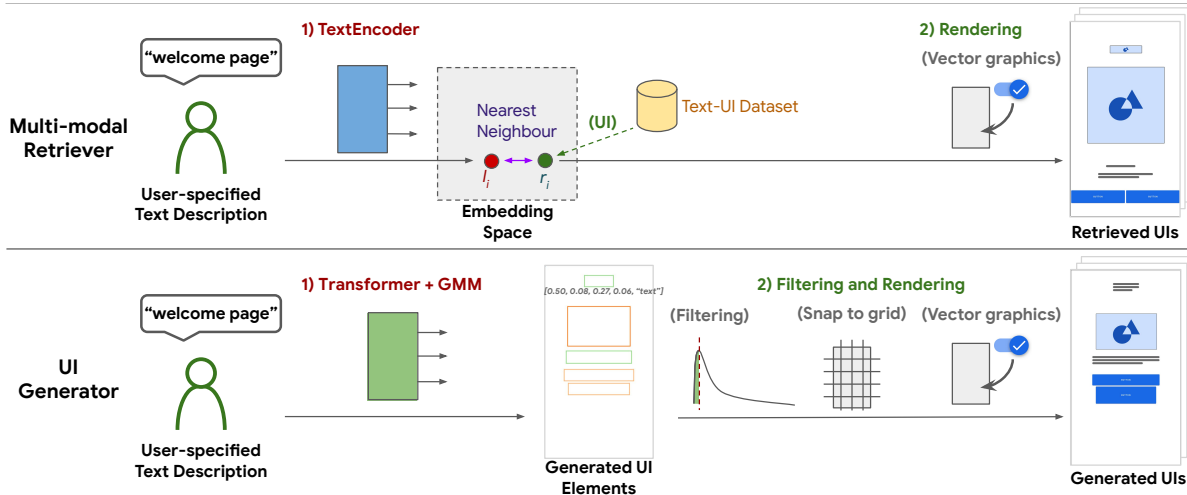 Multi-modal
Retriever
“welcome page”
User-specified
Text Description
1) TextEncoder
Nearest
Neighbour
l_i
r_i
Embedding
Space
(UI)
Text-UI Dataset
2) Rendering
(Vector graphics)
Retrieved UIs
UI
Generator
“welcome page”
User-specified
Text Description
1) Transformer + GMM
[0.50, 0.08, 0.27, 0.06, “text”]
Generated UI
Elements
2) Filtering and Rendering
(Filtering)
(Snap to grid)
(Vector graphics)
Generated UIs